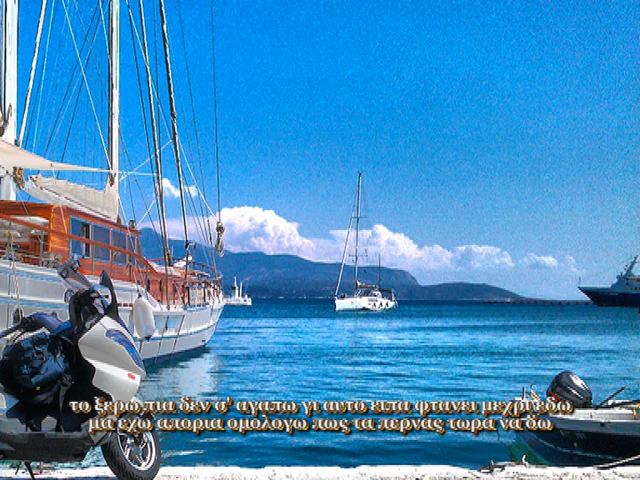 το ξερω,πια δεν σ' αγαπω γι αυτο ειπα φτανει μεχρι εδω
μα εχω απορια ομολογω πως τα περνας τωρα να δω